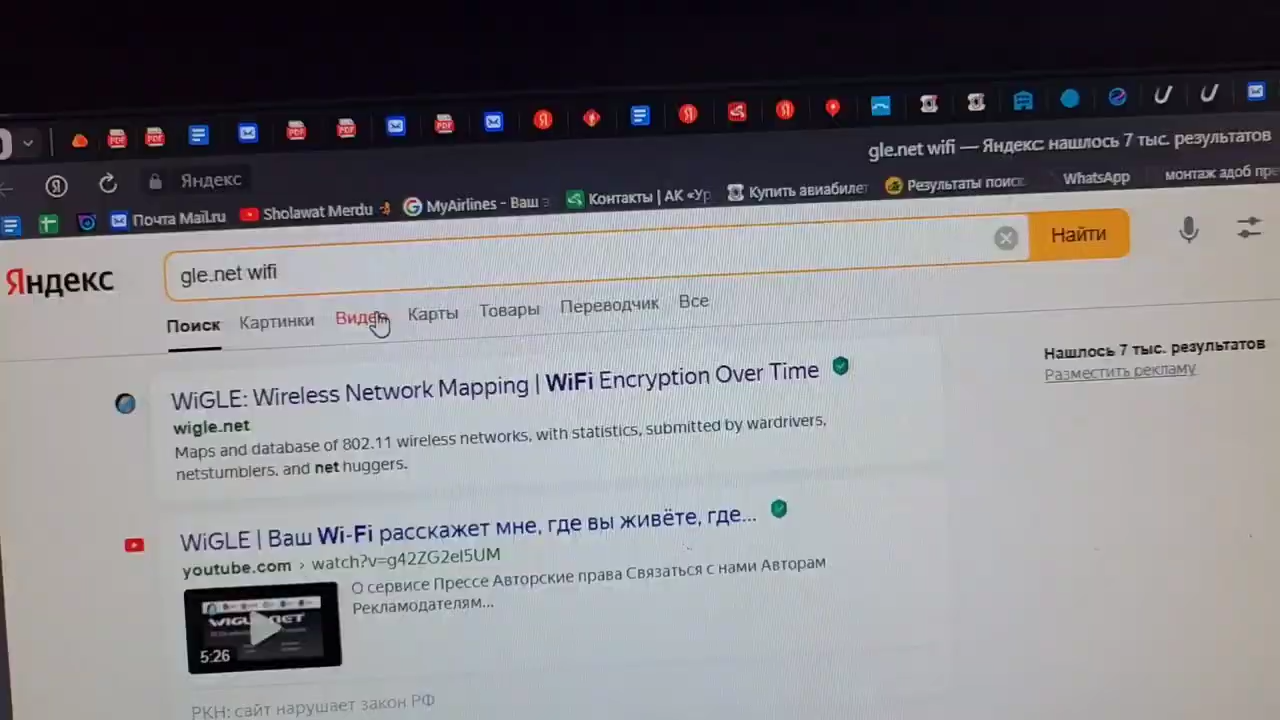 gle.net wifi — Яндекс: нашлось 7 тыс. результатов
Яндекс
Почта Mail.ru
Sholawat Merdu
MyAirlines - Ваш
Контакты | АК «Ур
Купить авиабилет
Результаты поиск
WhatsApp
монтаж адоб пре
Яндекс
gle.net wifi
Найти
Поиск Картинки Видео Карты Товары Переводчик Все
Нашлось 7 тыс. результатов
Разместить рекламу
WiGLE: Wireless Network Mapping | WiFi Encryption Over Time
wigle.net
Maps and database of 802.11 wireless networks, with statistics, submitted by wardrivers,
netstumblers, and net huggers.
WiGLE | Ваш Wi-Fi расскажет мне, где вы живёте, где...
youtube.com › watch?v=g42ZG2eI5UM
О сервисе Прессе Авторские права Связаться с нами Авторам
Рекламодателям...
5:26
РКН: сайт нарушает закон РФ